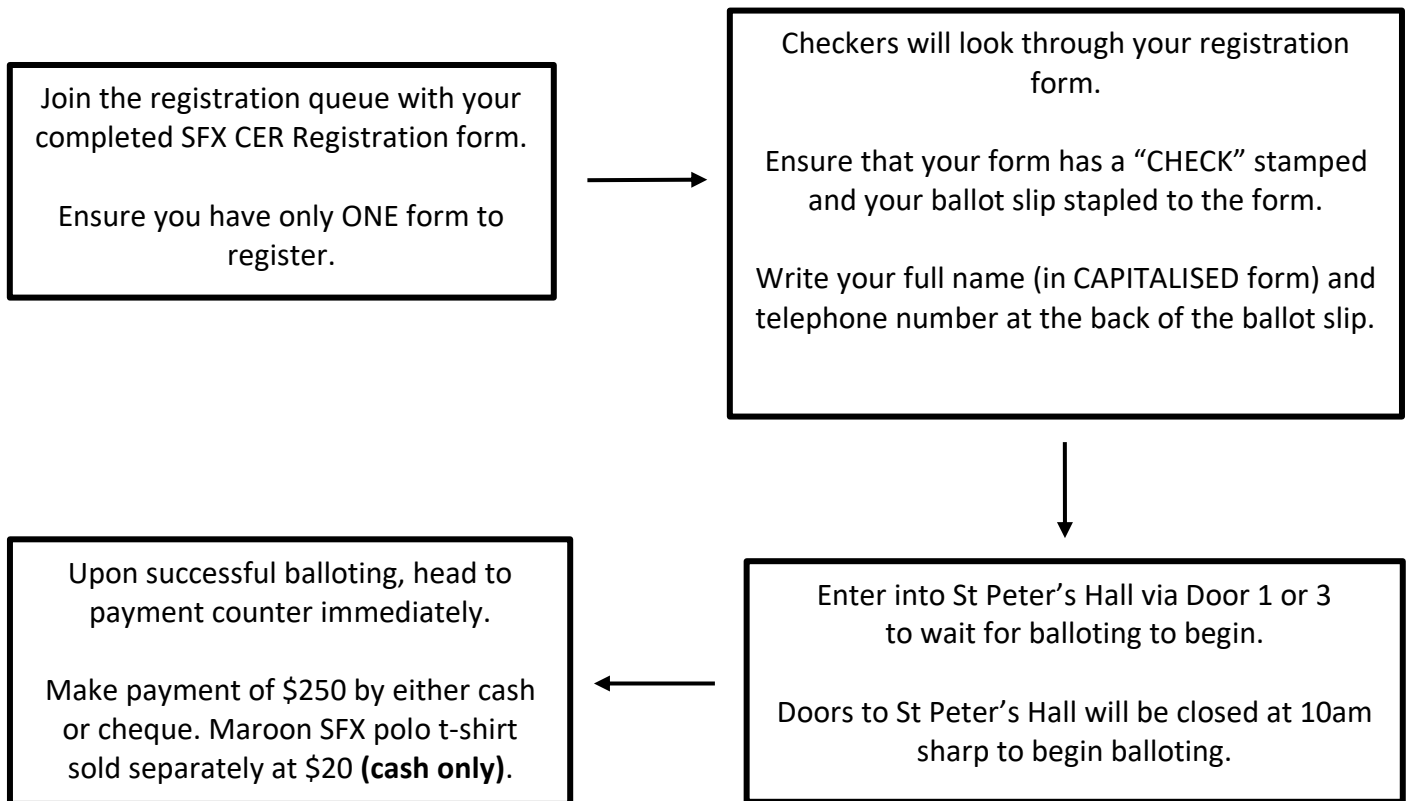 Join the registration queue with your
completed SFX CER Registration form.
Ensure you have only ONE form to
register.
Checkers will look through your registration
form.
Ensure that your form has a “CHECK” stamped
and your ballot slip stapled to the form.
Write your full name (in CAPITALISED form) and
telephone number at the back of the ballot slip.
Enter into St Peter’s Hall via Door 1 or 3
to wait for balloting to begin.
Doors to St Peter’s Hall will be closed at 10am
sharp to begin balloting.
Upon successful balloting, head to
payment counter immediately.
Make payment of $250 by either cash
or cheque. Maroon SFX polo t-shirt
sold separately at $20 (cash only).